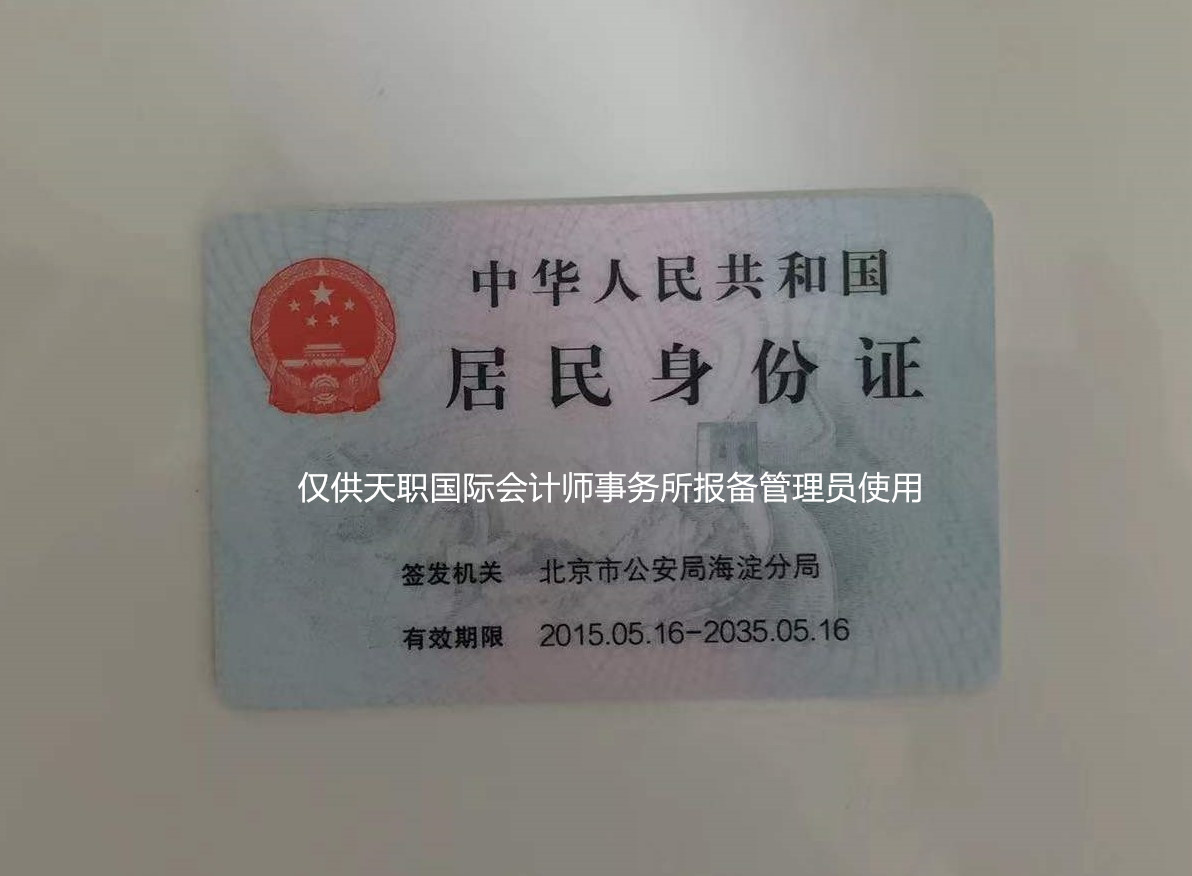 中华人民共和国
居民身份证
仅供天职国际会计师事务所报备管理员使用
签发机关 北京市公安局海淀分局
有效期限 2015.05.16-2035.05.16